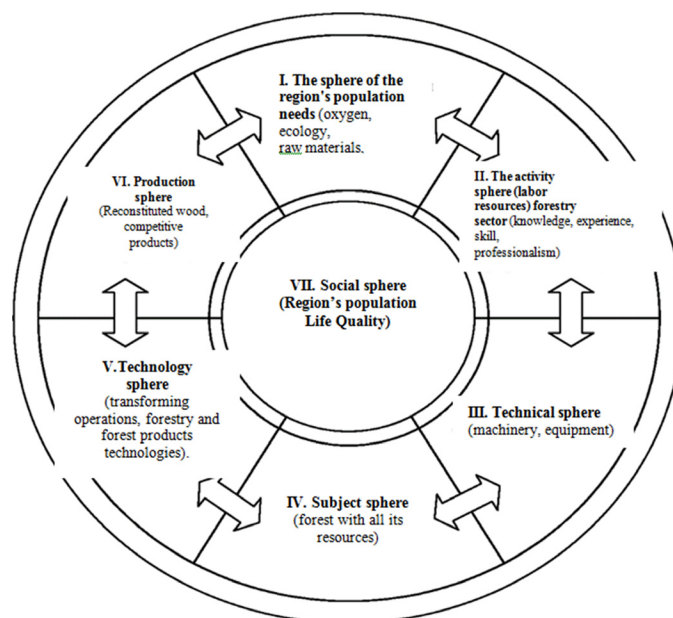 I. The sphere of the
region's population
needs (oxygen,
ecology,
raw materials.
II. The activity
sphere (labor
resources) forestry
sector (knowledge, experience,
skill,
professionalism)
III. Technical sphere
(machinery, equipment)
IV. Subject sphere
(forest with all its
resources)
V.Technology
sphere
(transforming
operations, forestry and
forest products
technologies).
VI. Production
sphere
(Reconstituted wood,
competitive
products)
VII. Social sphere
(Region's population
Life Quality)